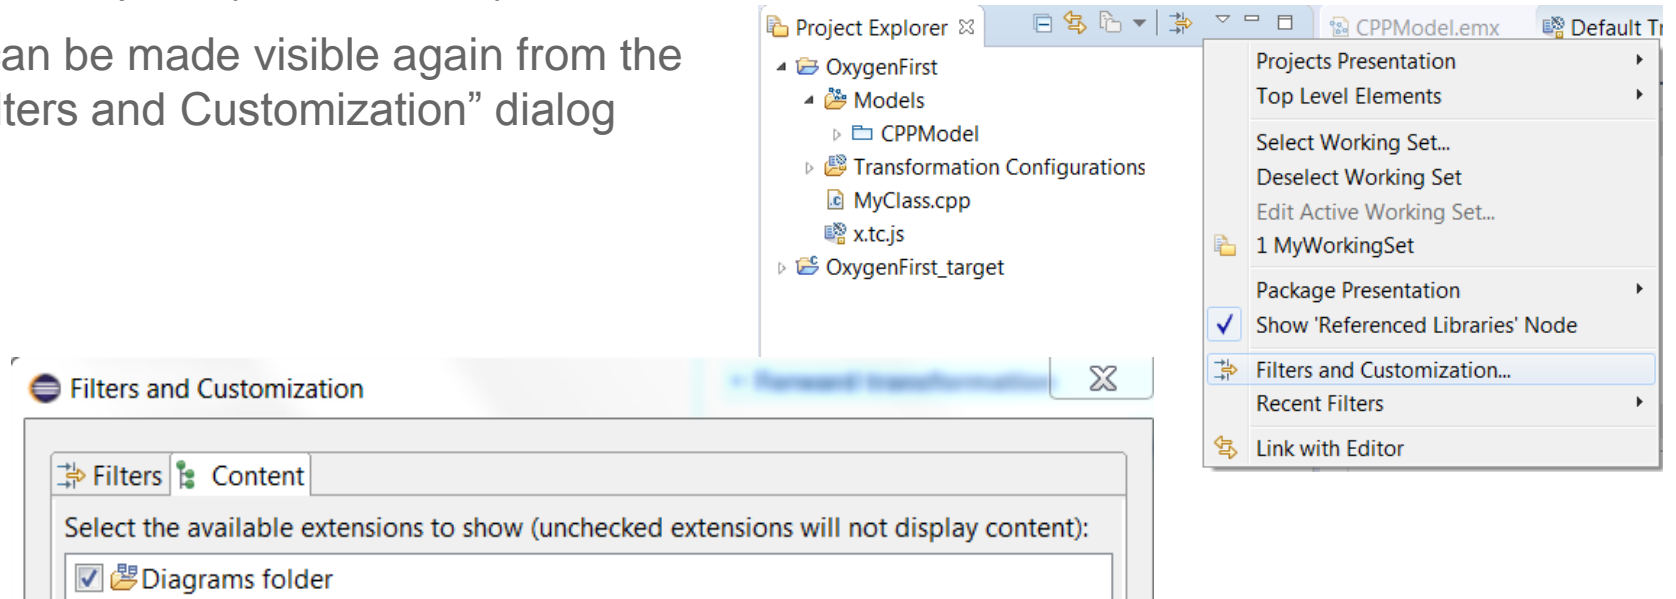 an be made visible again from the
lters and Customization” dialog
Project Explorer
CPPModel.emx
Default Tr
OxygenFirst
Models
CPPModel
Transformation Configurations
MyClass.cpp
x.tc.js
OxygenFirst_target
Projects Presentation
Top Level Elements
Select Working Set...
Deselect Working Set
Edit Active Working Set...
1 MyWorkingSet
Package Presentation
Show 'Referenced Libraries' Node
Filters and Customization...
Recent Filters
Link with Editor
Filters and Customization
Forward transformation
Filters
Content
Select the available extensions to show (unchecked extensions will not display content):
Diagrams folder